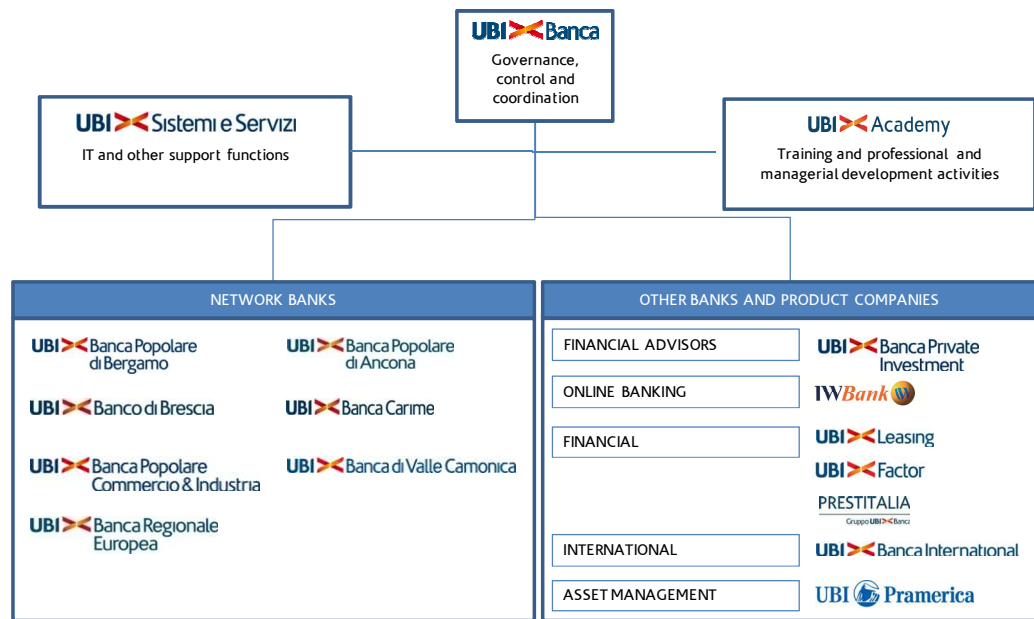 UBI Banca
Governance,
control and
coordination
UBI Sistemi e Servizi
IT and other support functions
UBI Academy
Training and professional and
managerial development activities
NETWORK BANKS
UBI Banca Popolare
di Bergamo
UBI Banca Popolare
di Ancona
UBI Banco di Brescia
UBI Banca Carime
UBI Banca Popolare
Commercio & Industria
UBI Banca di Valle Camonica
UBI Banca Regionale
Europea
OTHER BANKS AND PRODUCT COMPANIES
FINANCIAL ADVISORS
UBI Banca Private
Investment
ONLINE BANKING
IWBank
FINANCIAL
UBI Leasing
UBI Factor
PRESTITALIA
Gruppo UBI Banca
INTERNATIONAL
UBI Banca International
ASSET MANAGEMENT
UBI Pramerica